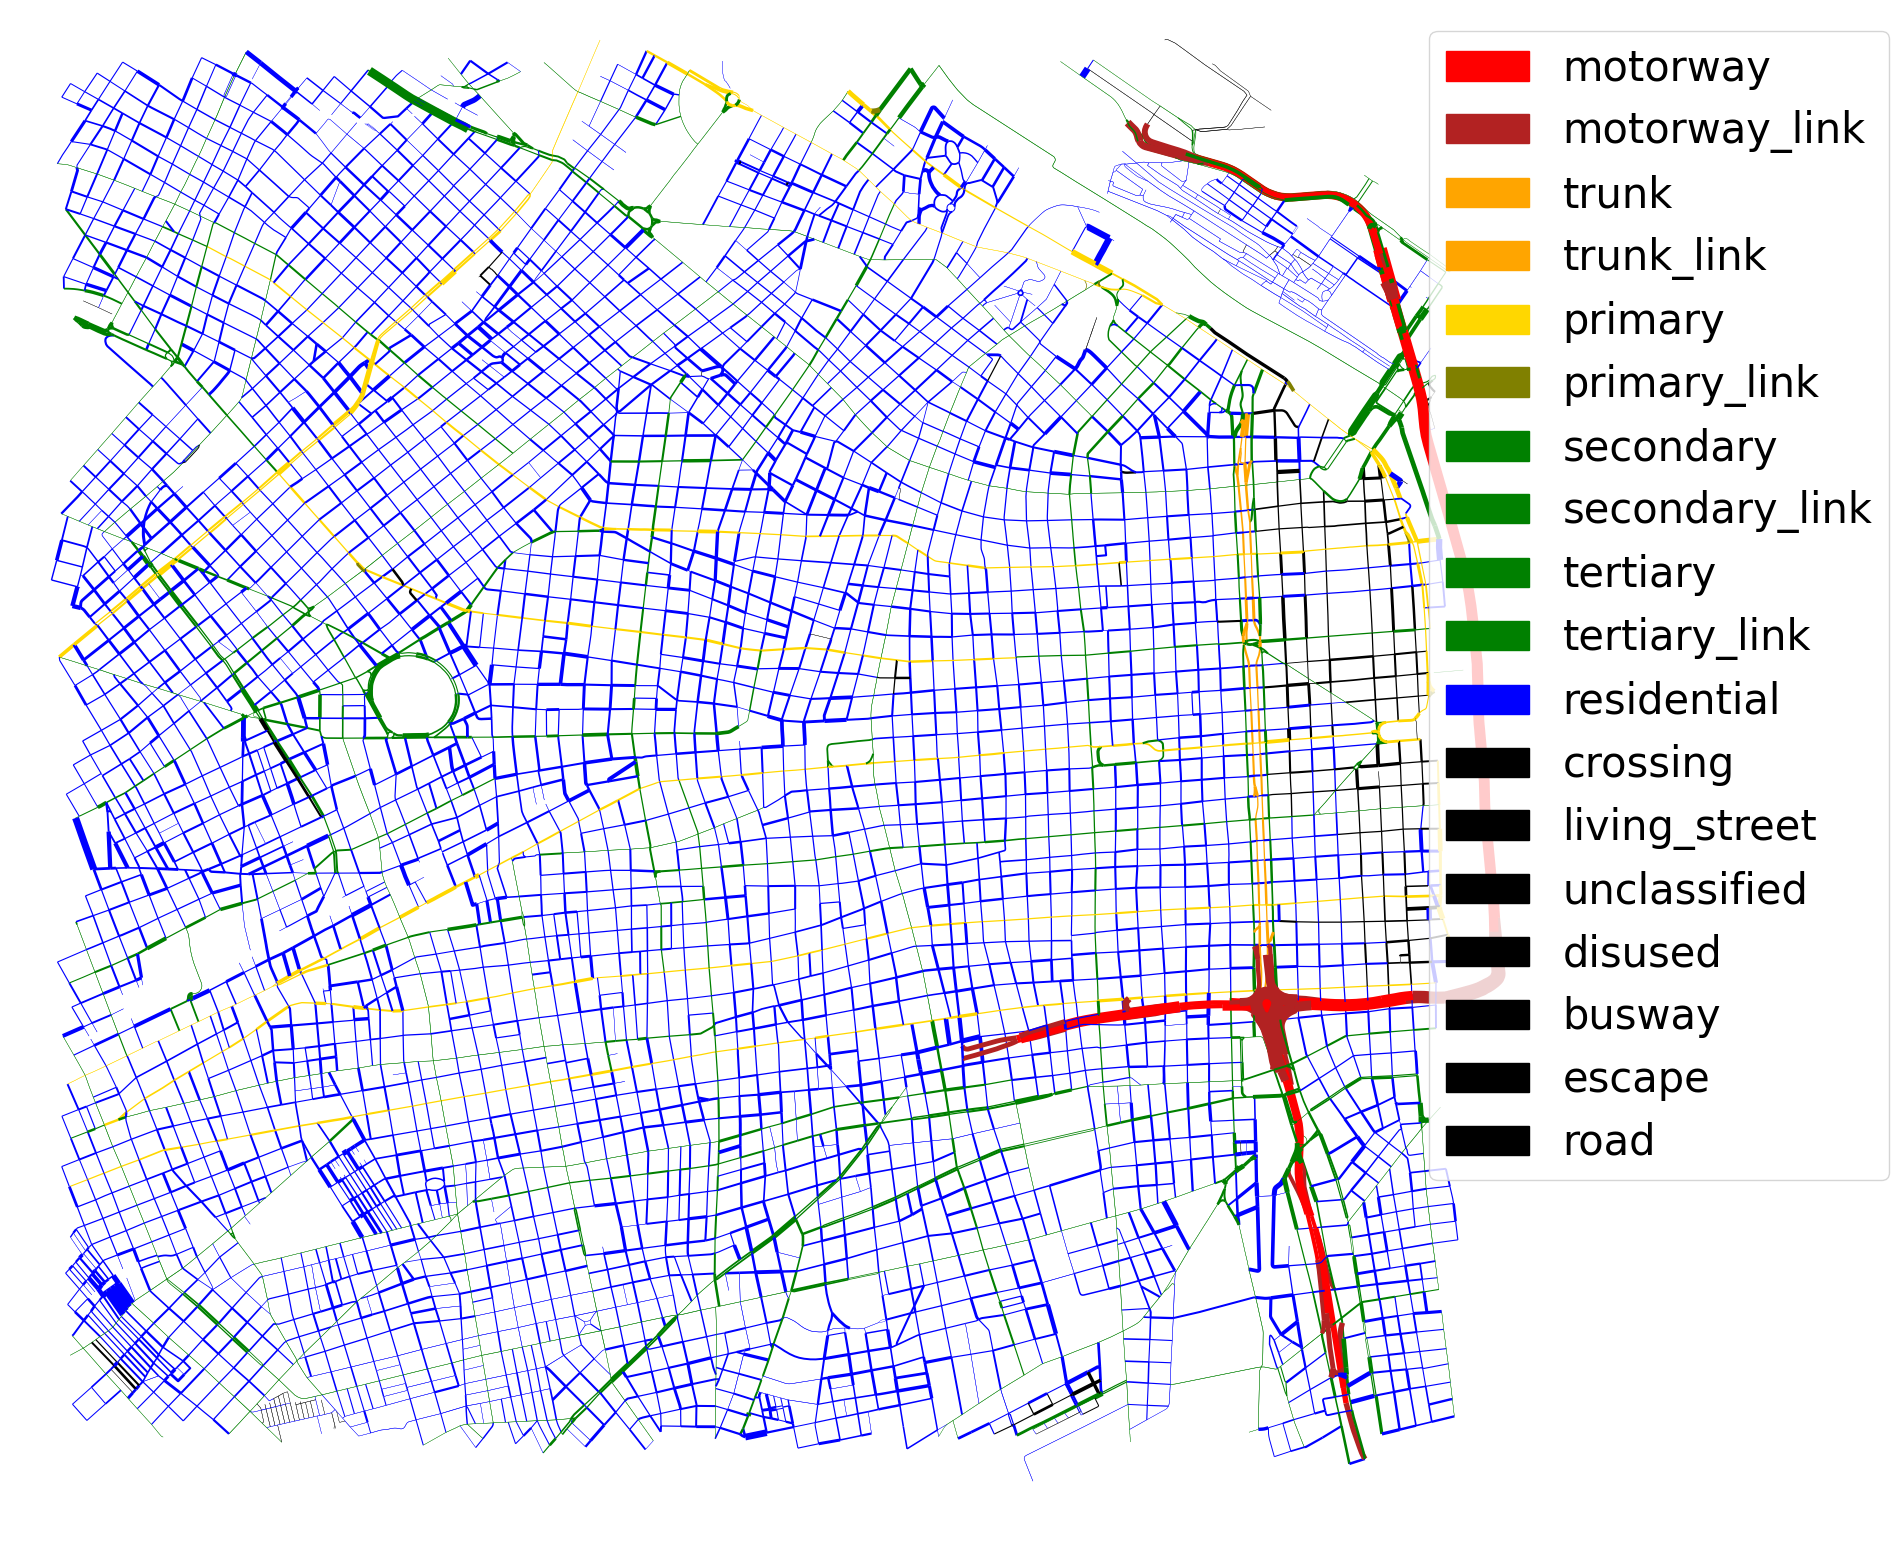 motorway
motorway_link
trunk
trunk_link
primary
primary_link
secondary
secondary_link
tertiary
tertiary_link
residential
crossing
living_street
unclassified
disused
busway
escape
road